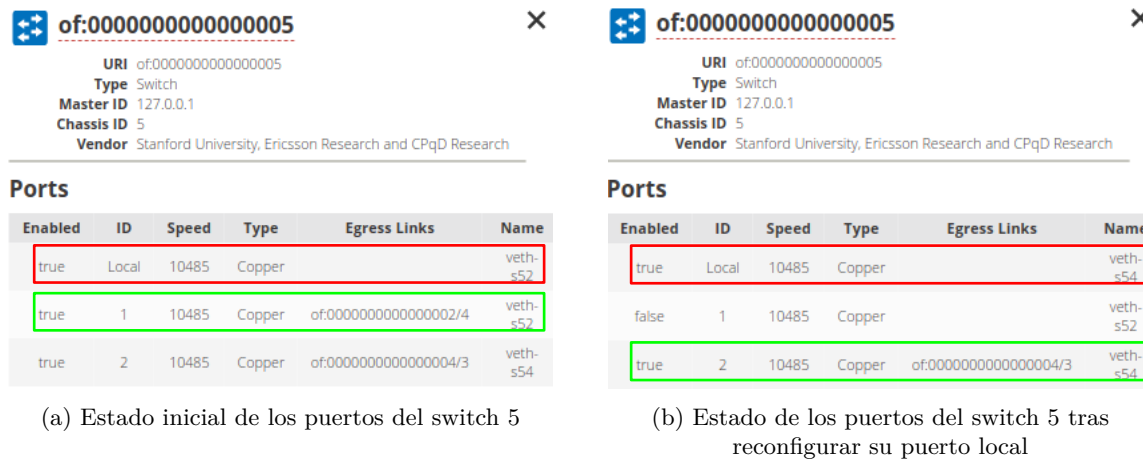 of:0000000000000005
URI of:0000000000000005
Type Switch
Master ID 127.0.0.1
Chassis ID 5
Vendor Stanford University, Ericsson Research and CPqD Research
Ports
Enabled ID Speed Type Egress Links Name
true Local 10485 Copper veth-s52
true 1 10485 Copper of:0000000000000002/4 veth-s52
true 2 10485 Copper of:0000000000000004/3 veth-s54
(a) Estado inicial de los puertos del switch 5
of:0000000000000005
URI of:0000000000000005
Type Switch
Master ID 127.0.0.1
Chassis ID 5
Vendor Stanford University, Ericsson Research and CPqD Research
Ports
Enabled ID Speed Type Egress Links Name
true Local 10485 Copper veth-s54
false 1 10485 Copper veth-s52
true 2 10485 Copper of:0000000000000004/3 veth-s54
(b) Estado de los puertos del switch 5 tras
reconfigurar su puerto local